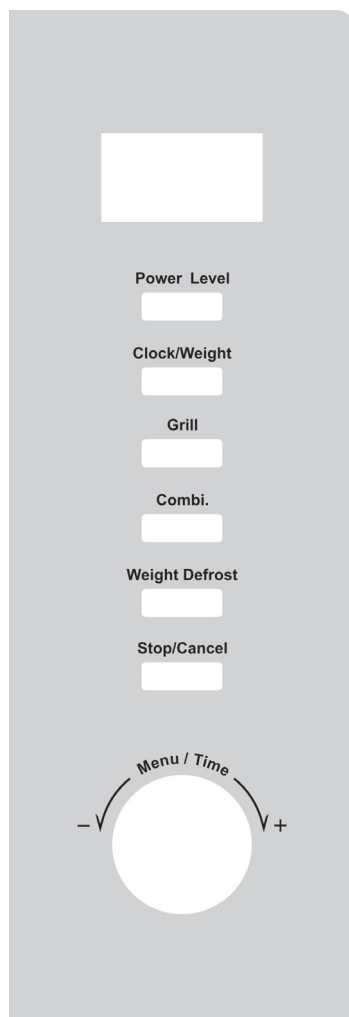 Power Level
Clock/Weight
Grill
Combi.
Weight Defrost
Stop/Cancel
Menu / Time
− +